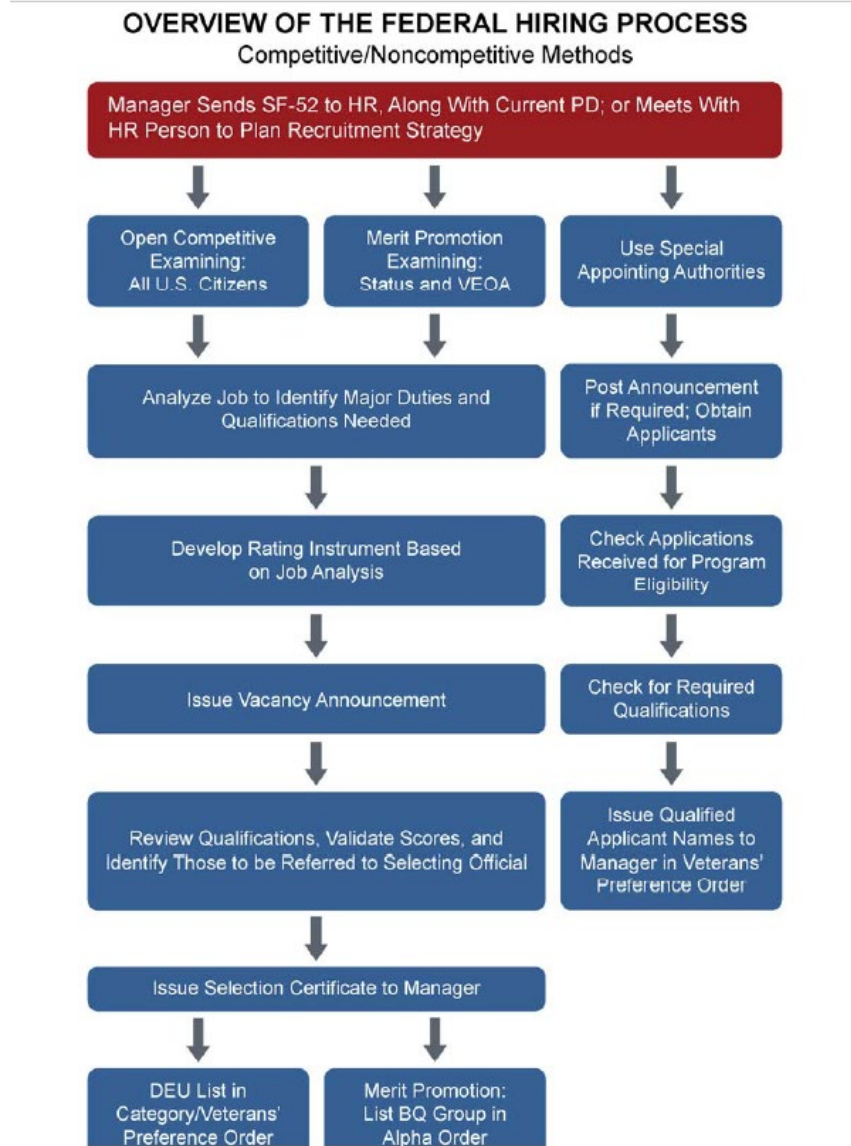 OVERVIEW OF THE FEDERAL HIRING PROCESS
Competitive/Noncompetitive Methods
Manager Sends SF-52 to HR, Along With Current PD; or Meets With
HR Person to Plan Recruitment Strategy
Open Competitive
Examining:
All U.S. Citizens
Merit Promotion
Examining:
Status and VEOA
Use Special
Appointing Authorities
Analyze Job to Identify Major Duties and
Qualifications Needed
Post Announcement
if Required; Obtain
Applicants
Develop Rating Instrument Based
on Job Analysis
Check Applications
Received for Program
Eligibility
Issue Vacancy Announcement
Check for Required
Qualifications
Review Qualifications, Validate Scores, and
Identify Those to be Referred to Selecting Official
Issue Qualified
Applicant Names to
Manager in Veterans’
Preference Order
Issue Selection Certificate to Manager
DEU List in
Category/Veterans’
Preference Order
Merit Promotion:
List BQ Group in
Alpha Order